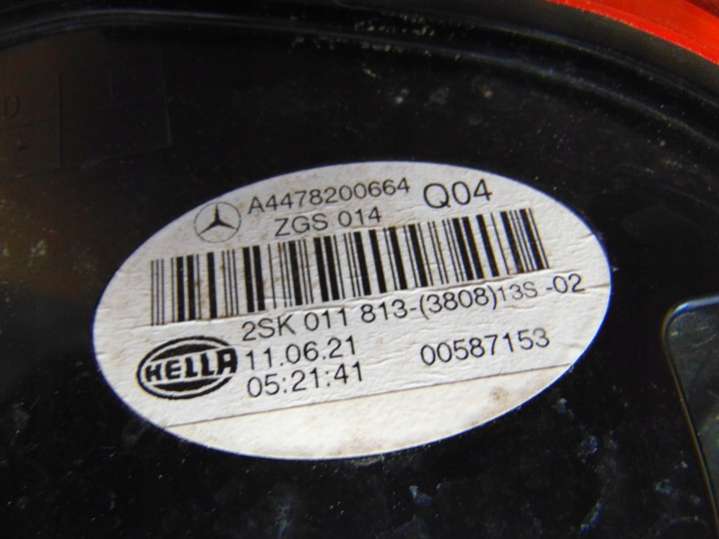 A4478200664 Q04
ZGS 014
2SK 011 813-(3808)13S -02
HELLA
11.06.21 00587153
05:21:41